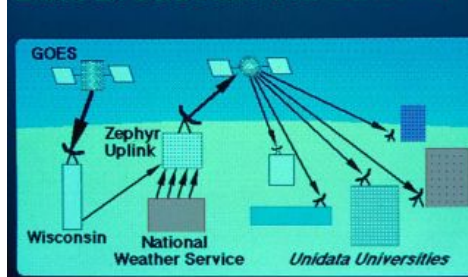 GOES
Zephyr
Uplink
Wisconsin
National
Weather Service
Unidata Universities